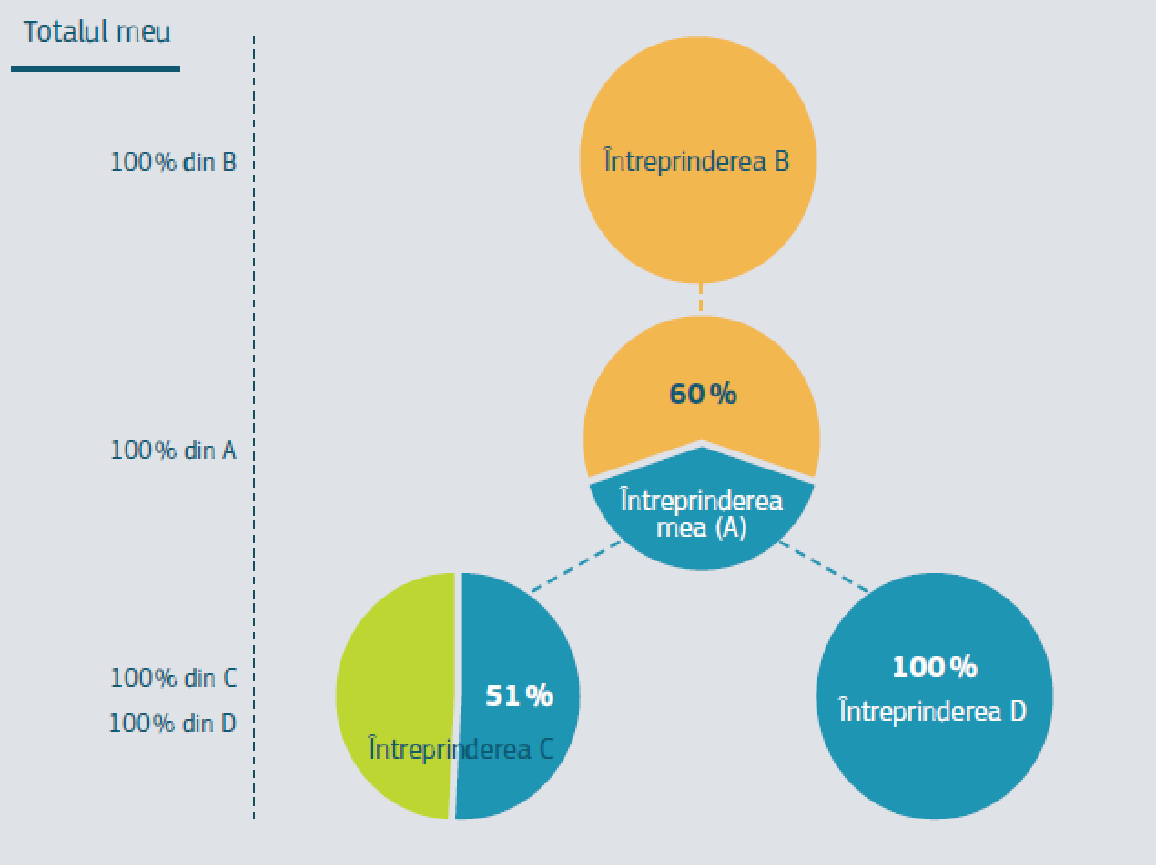 Totalul meu
100% din B
Întreprinderea B
60%
100% din A
Întreprinderea
mea (A)
100% din C
100% din D
51%
Întreprinderea C
100%
Întreprinderea D